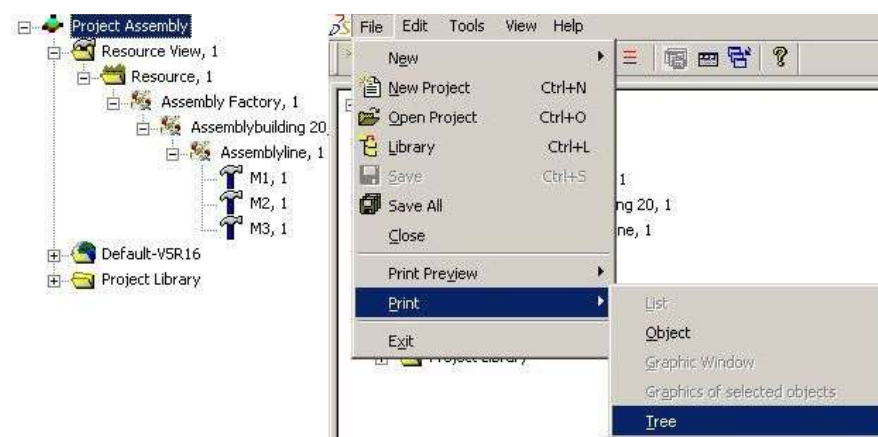 Project Assembly
Resource View, 1
Resource, 1
Assembly Factory, 1
Assemblybuilding 20,
Assemblyline, 1
M1, 1
M2, 1
M3, 1
Default-V5R16
Project Library
File Edit Tools View Help
New
New Project Ctrl+N
Open Project Ctrl+O
Library Ctrl+L
Save Ctrl+S
Save All
Close
Print Preview
Print
Exit
1
ng 20, 1
ne, 1
Project Library
List
Object
Graphic Window
Graphics of selected objects
Tree